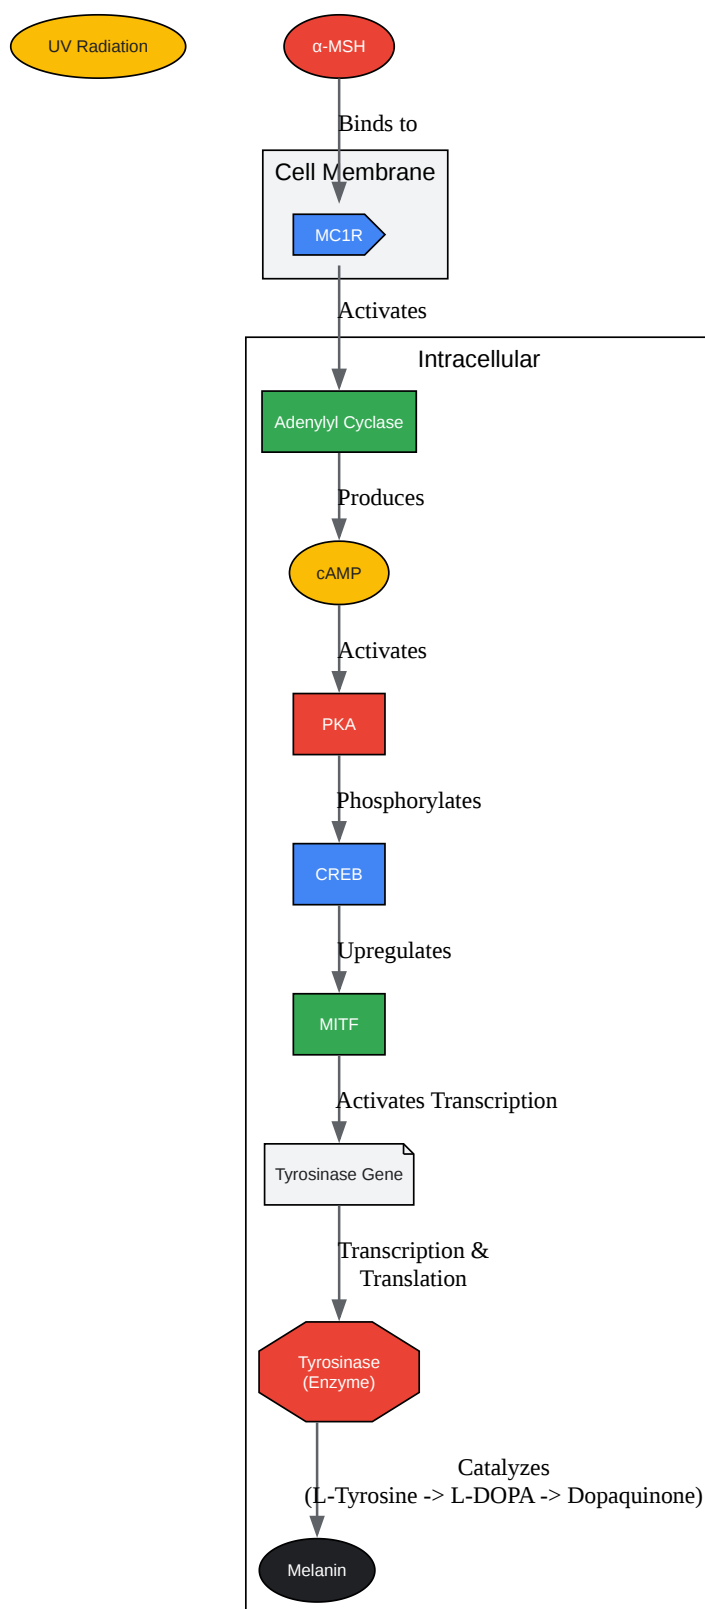 UV Radiation
α-MSH
Binds to
Cell Membrane
MC1R
Activates
Intracellular
Adenylyl Cyclase
Produces
cAMP
Activates
PKA
Phosphorylates
CREB
Upregulates
MITF
Activates Transcription
Tyrosinase Gene
Transcription &
Translation
Tyrosinase
(Enzyme)
Catalyzes
(L-Tyrosine -> L-DOPA -> Dopaquinone)
Melanin